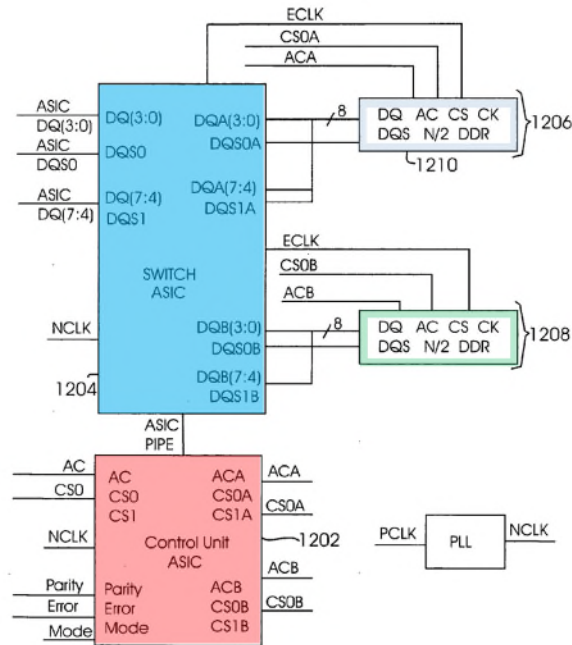 ECLK
CS0A
ACA
ASIC
DQ(3:0)
ASIC
DQS0
ASIC
DQ(7:4)
NCLK
1204
DQ(3:0)
DQS0
DQ(7:4)
DQS1
DQA(3:0)
DQS0A
DQA(7:4)
DQS1A
SWITCH
ASIC
DQB(3:0)
DQS0B
DQB(7:4)
DQS1B
8
DQ AC CS CK
DQS N/2 DDR
1206
1210
ECLK
CS0B
ACB
8
DQ AC CS CK
DQS N/2 DDR
1208
ASIC
PIPE
AC
CS0
NCLK
Parity
Error
Mode
AC
CS0
CS1
ACA
CS0A
CS1A
Control Unit
ASIC
Parity
Error
Mode
ACB
CS0B
CS1B
ACA
CS0A
1202
ACB
CS0B
PCLK
PLL
NCLK